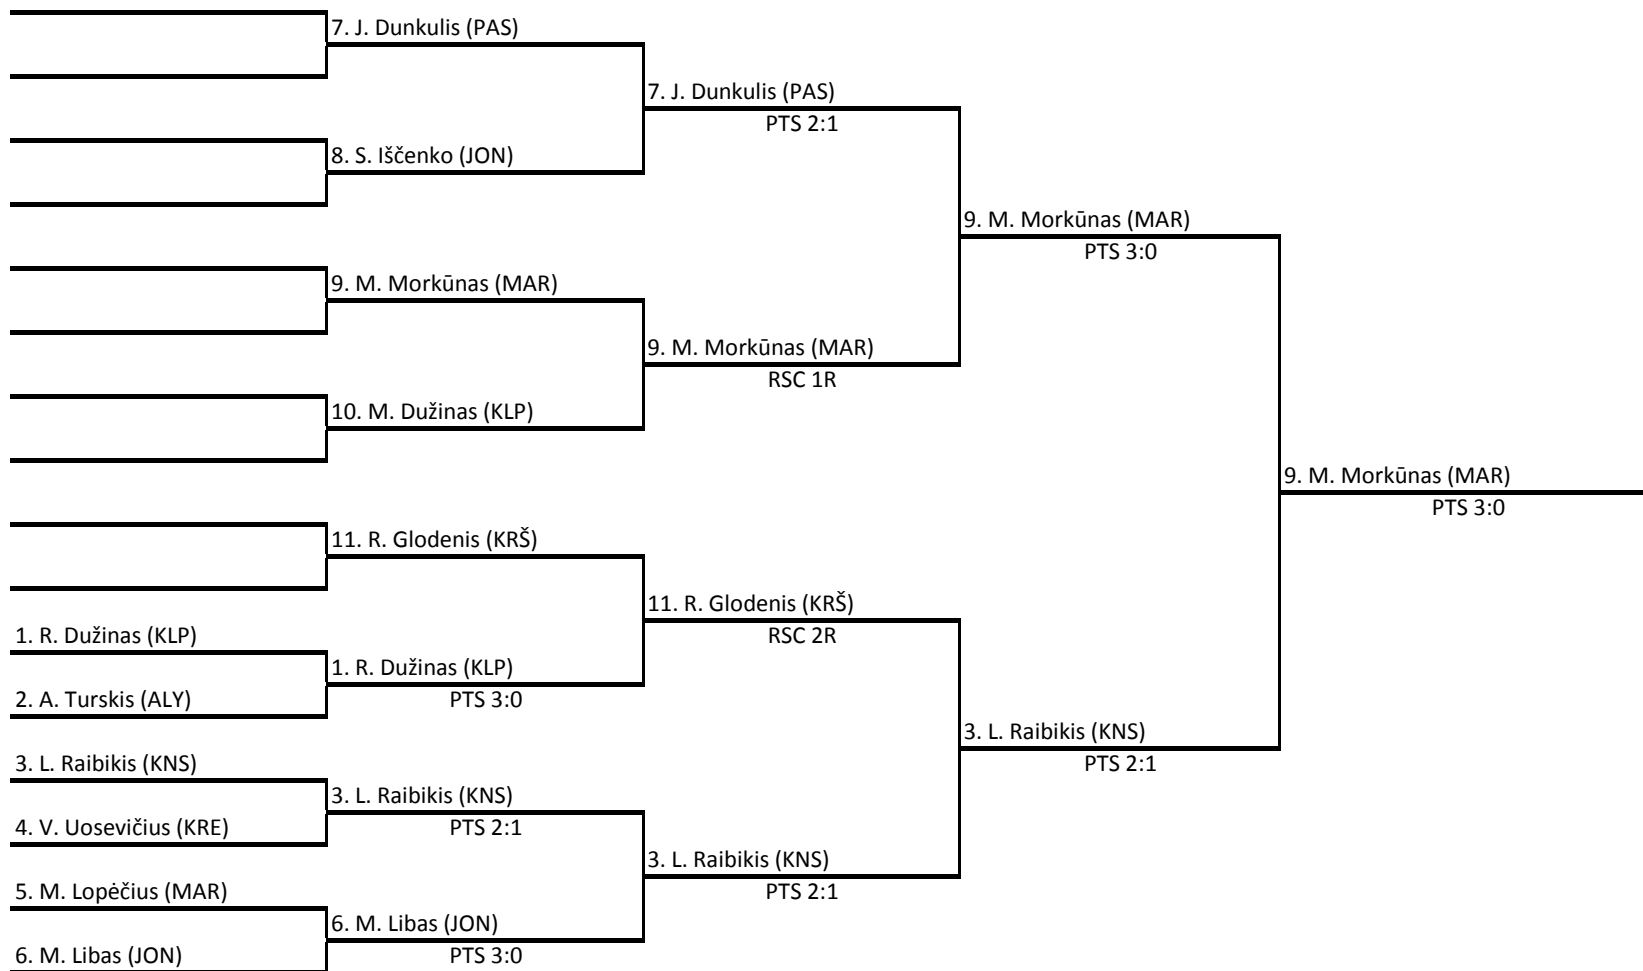 7. J. Dunkulis (PAS)
7. J. Dunkulis (PAS)
PTS 2:1
8. S. Iščenko (JON)
9. M. Morkūnas (MAR)
PTS 3:0
9. M. Morkūnas (MAR)
9. M. Morkūnas (MAR)
RSC 1R
10. M. Dužinas (KLP)
9. M. Morkūnas (MAR)
PTS 3:0
11. R. Glodenis (KRŠ)
11. R. Glodenis (KRŠ)
RSC 2R
1. R. Dužinas (KLP)
1. R. Dužinas (KLP)
PTS 3:0
2. A. Turskis (ALY)
3. L. Raibikis (KNS)
PTS 2:1
3. L. Raibikis (KNS)
3. L. Raibikis (KNS)
PTS 2:1
4. V. Uosevičius (KRE)
3. L. Raibikis (KNS)
PTS 2:1
5. M. Lopėčius (MAR)
6. M. Libas (JON)
PTS 3:0
6. M. Libas (JON)